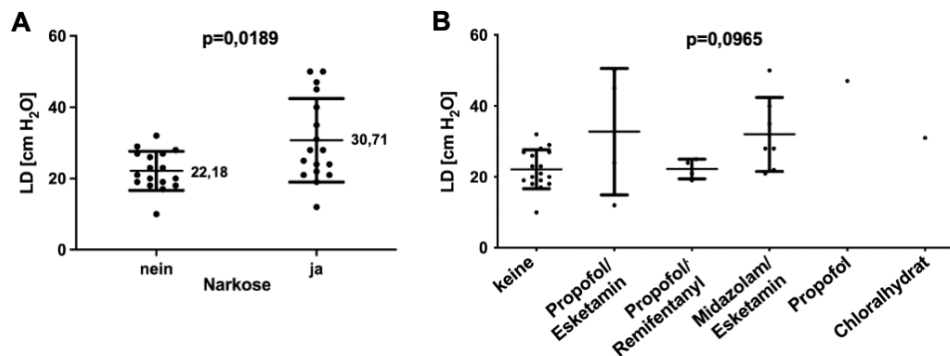 A
p=0,0189
LD [cm H2O]
60
40
20
0
22,18
30,71
nein
ja
Narkose
B
p=0,0965
LD [cm H2O]
60
40
20
0
keine
Propofol/
Esketamin
Propofol/
Remifentanyl
Midazolam/
Esketamin
Propofol
Chloralhydrat